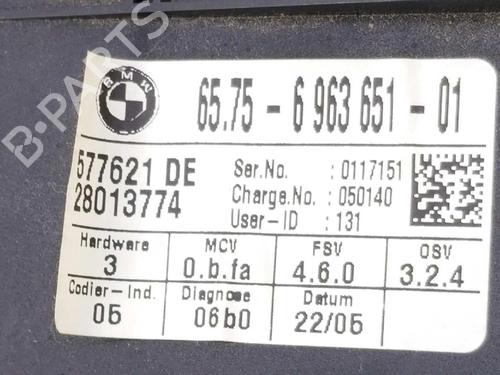 B-PARTS
BMW
65.75 - 6 963 651 - 01
577621 DE
28013774
Ser.No. : 0117151
Charge.No. : 050140
User-ID : 131
Hardware MCV FSV OSV
3 0.b.fa 4.6.0 3.2.4
Codier-Ind. Diagnose Datum
05 06b0 22/05